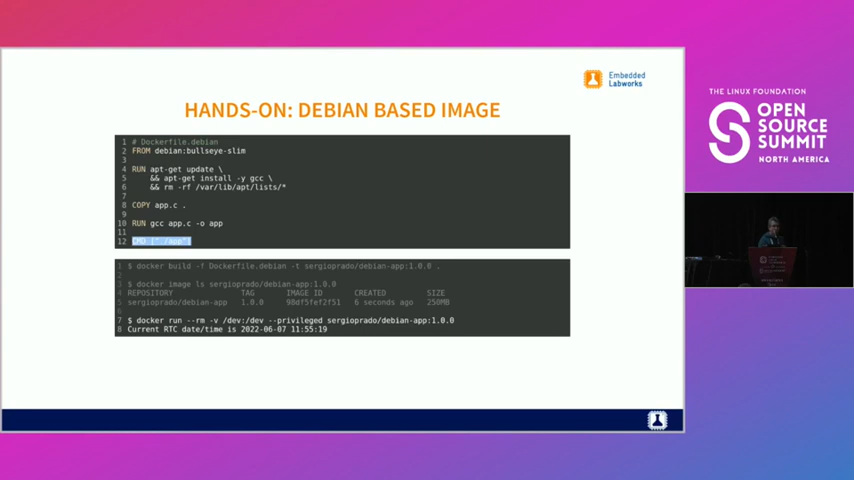 Embedded
Labworks
HANDS-ON: DEBIAN BASED IMAGE
1 # Dockerfile.debian
2 FROM debian:bullseye-slim
3
4 RUN apt-get update \
5 && apt-get install -y gcc \
6 && rm -rf /var/lib/apt/lists/*
7
8 COPY app.c .
9
10 RUN gcc app.c -o app
11
12 CMD ["./app"]
1 $ docker build -f Dockerfile.debian -t sergioprado/debian-app:1.0.0 .
2
3 $ docker image ls sergioprado/debian-app:1.0.0
4 REPOSITORY TAG IMAGE ID CREATED SIZE
5 sergioprado/debian-app 1.0.0 98df5fef2f51 6 seconds ago 250MB
6
7 $ docker run --rm -v /dev:/dev --privileged sergioprado/debian-app:1.0.0
8 Current RTC date/time is 2022-06-07 11:55:19
THE LINUX FOUNDATION
OPEN
SOURCE
SUMMIT
NORTH AMERICA